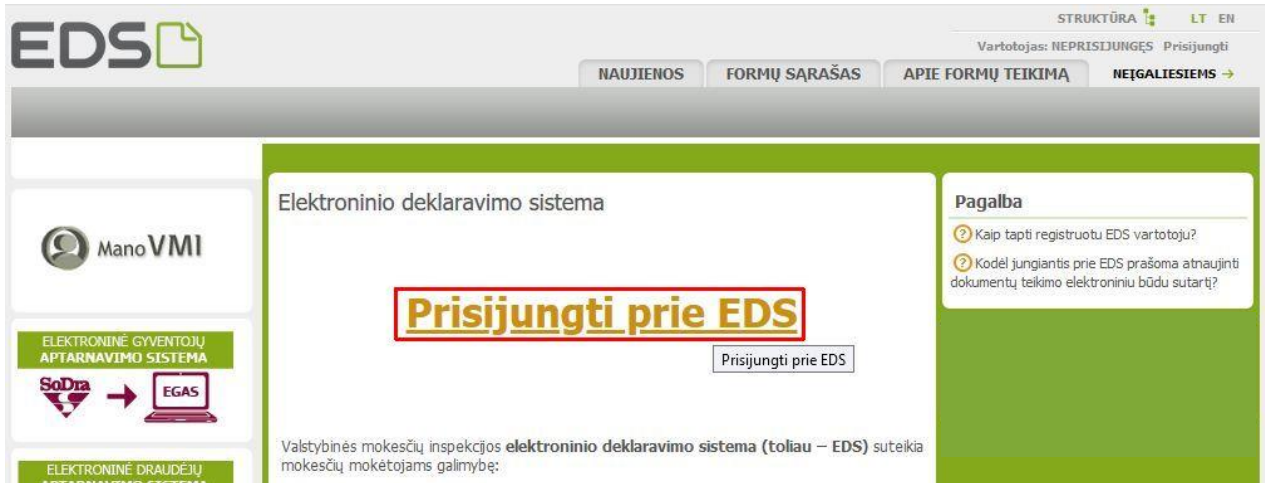 EDS
STRUKTŪRA LT EN
Vartotojas: NEPRISIJUNGĘS Prisijungti
NAUJIENOS FORMŲ SĄRAŠAS APIE FORMŲ TEIKIMĄ NEĮGALIESIEMS →
Mano VMI
ELEKTRONINĖ GYVENTOJŲ
APTARNAVIMO SISTEMA
SoDra → EGAS
ELEKTRONINĖ DRAUDĖJŲ
APTARNAVIMO SISTEMA
Elektroninio deklaravimo sistema
Prisijungti prie EDS
Prisijungti prie EDS
Valstybinės mokesčių inspekcijos elektroninio deklaravimo sistema (toliau – EDS) suteikia
mokesčių mokėtojams galimybę:
Pagalba
? Kaip tapti registruotu EDS vartotoju?
? Kodėl jungiantis prie EDS prašoma atnaujinti
dokumentų teikimo elektroniniu būdu sutartį?